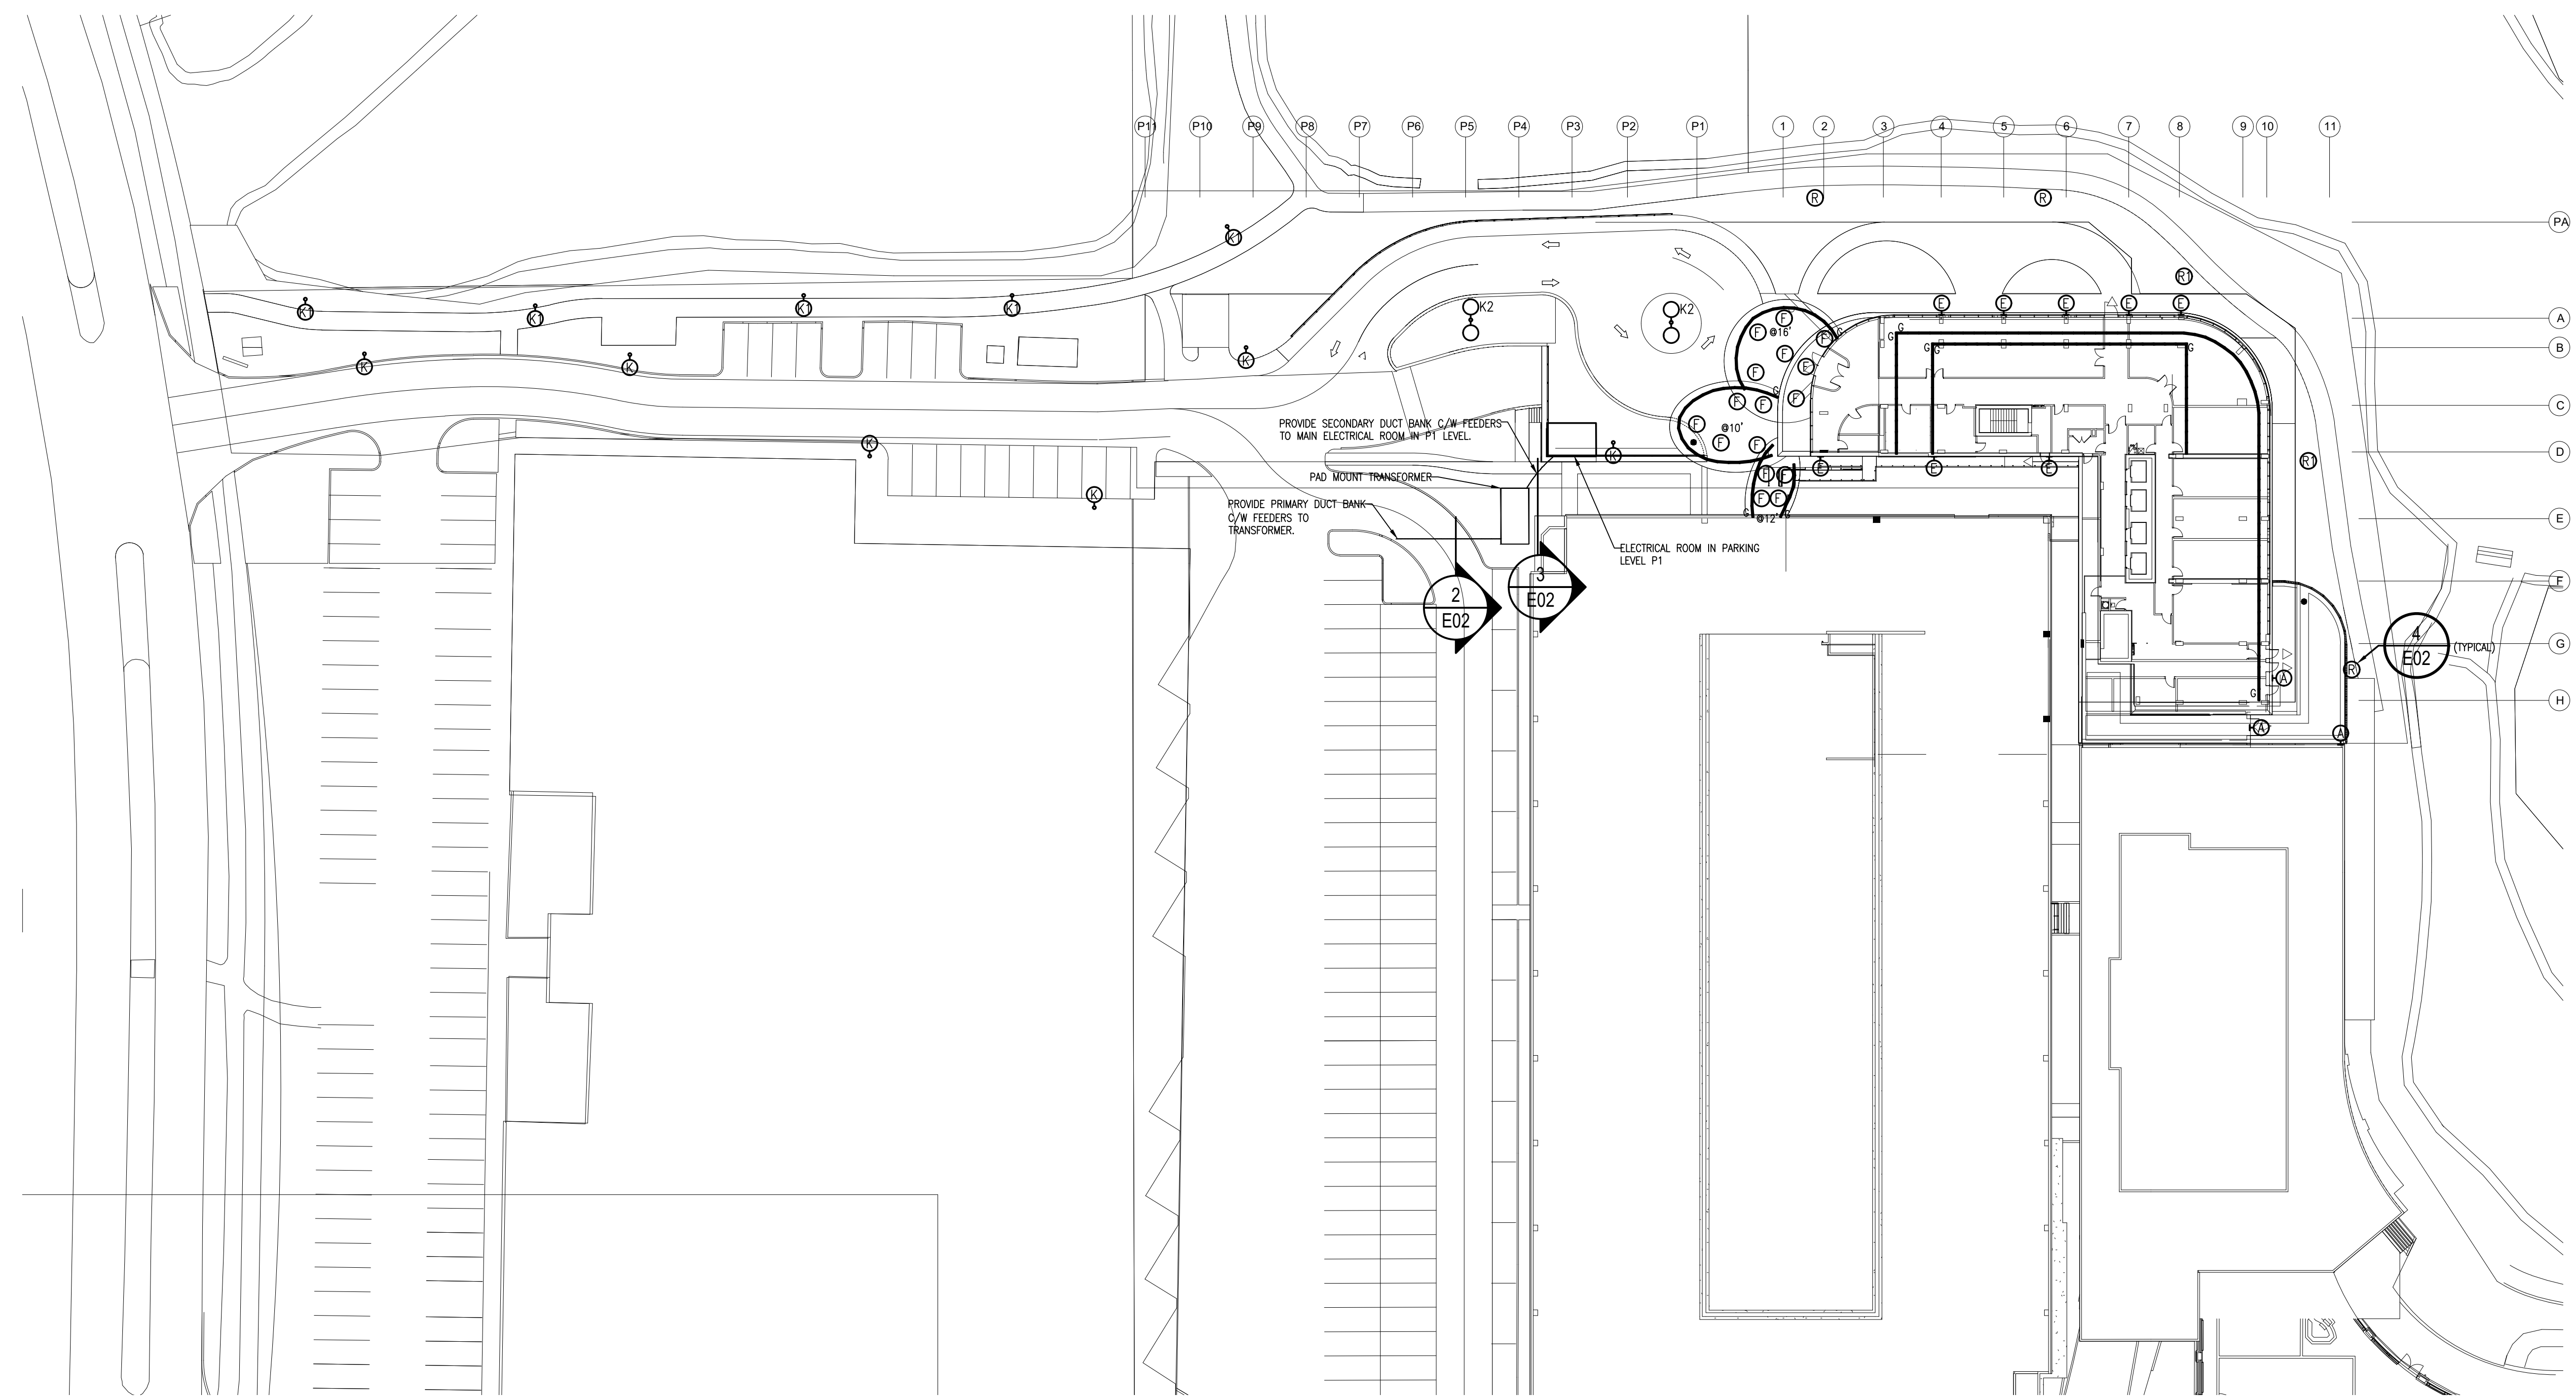 P11 P10 P9 P8 P7 P6 P5 P4 P3 P2 P1 1 2 3 4 5 6 7 8 9 10 11
R R
PA
K1
R1
K1 K1 K1 K1
K2 K2
E E E E E
F
A
@16'
F
F
G
G
G
G
G
B
F
K
F
E
K K
F
G
F
F
F
C
PROVIDE SECONDARY DUCT BANK C/W FEEDERS
TO MAIN ELECTRICAL ROOM IN P1 LEVEL.
F
@10'
F
F
K
K
D
R1
E E E
PAD MOUNT TRANSFORMER
F F
K
F F
PROVIDE PRIMARY DUCT BANK
C/W FEEDERS TO
TRANSFORMER.
G G
@12'
E
ELECTRICAL ROOM IN PARKING
LEVEL P1
F
2
E02
3
E02
4
E02
(TYPICAL)
G
R
A
G
H
A
A